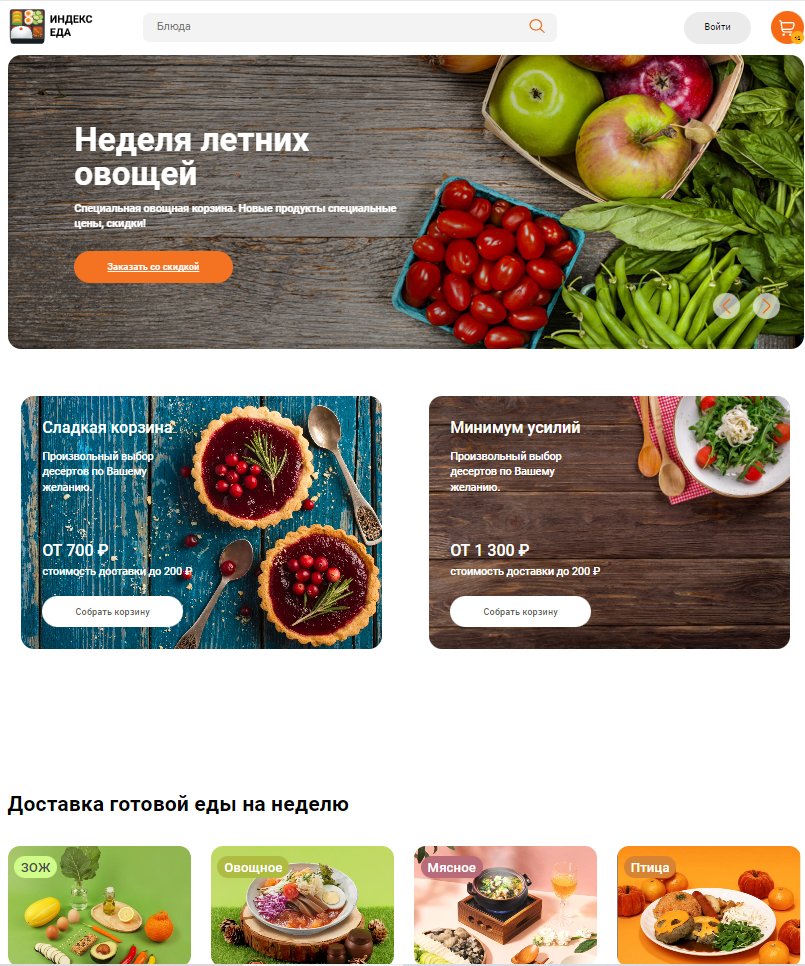 ИНДЕКС
ЕДА
Блюда
Войти
Неделя летних
овощей
Специальная овощная корзина. Новые продукты специальные
цены, скидки!
Заказать со скидкой
Сладкая корзина
Произвольный выбор
десертов по Вашему
желанию.
ОТ 700 ₽
стоимость доставки до 200 ₽
Собрать корзину
Минимум усилий
Произвольный выбор
десертов по Вашему
желанию.
ОТ 1 300 ₽
стоимость доставки до 200 ₽
Собрать корзину
Доставка готовой еды на неделю
ЗОЖ
Овощное
Мясное
Птица